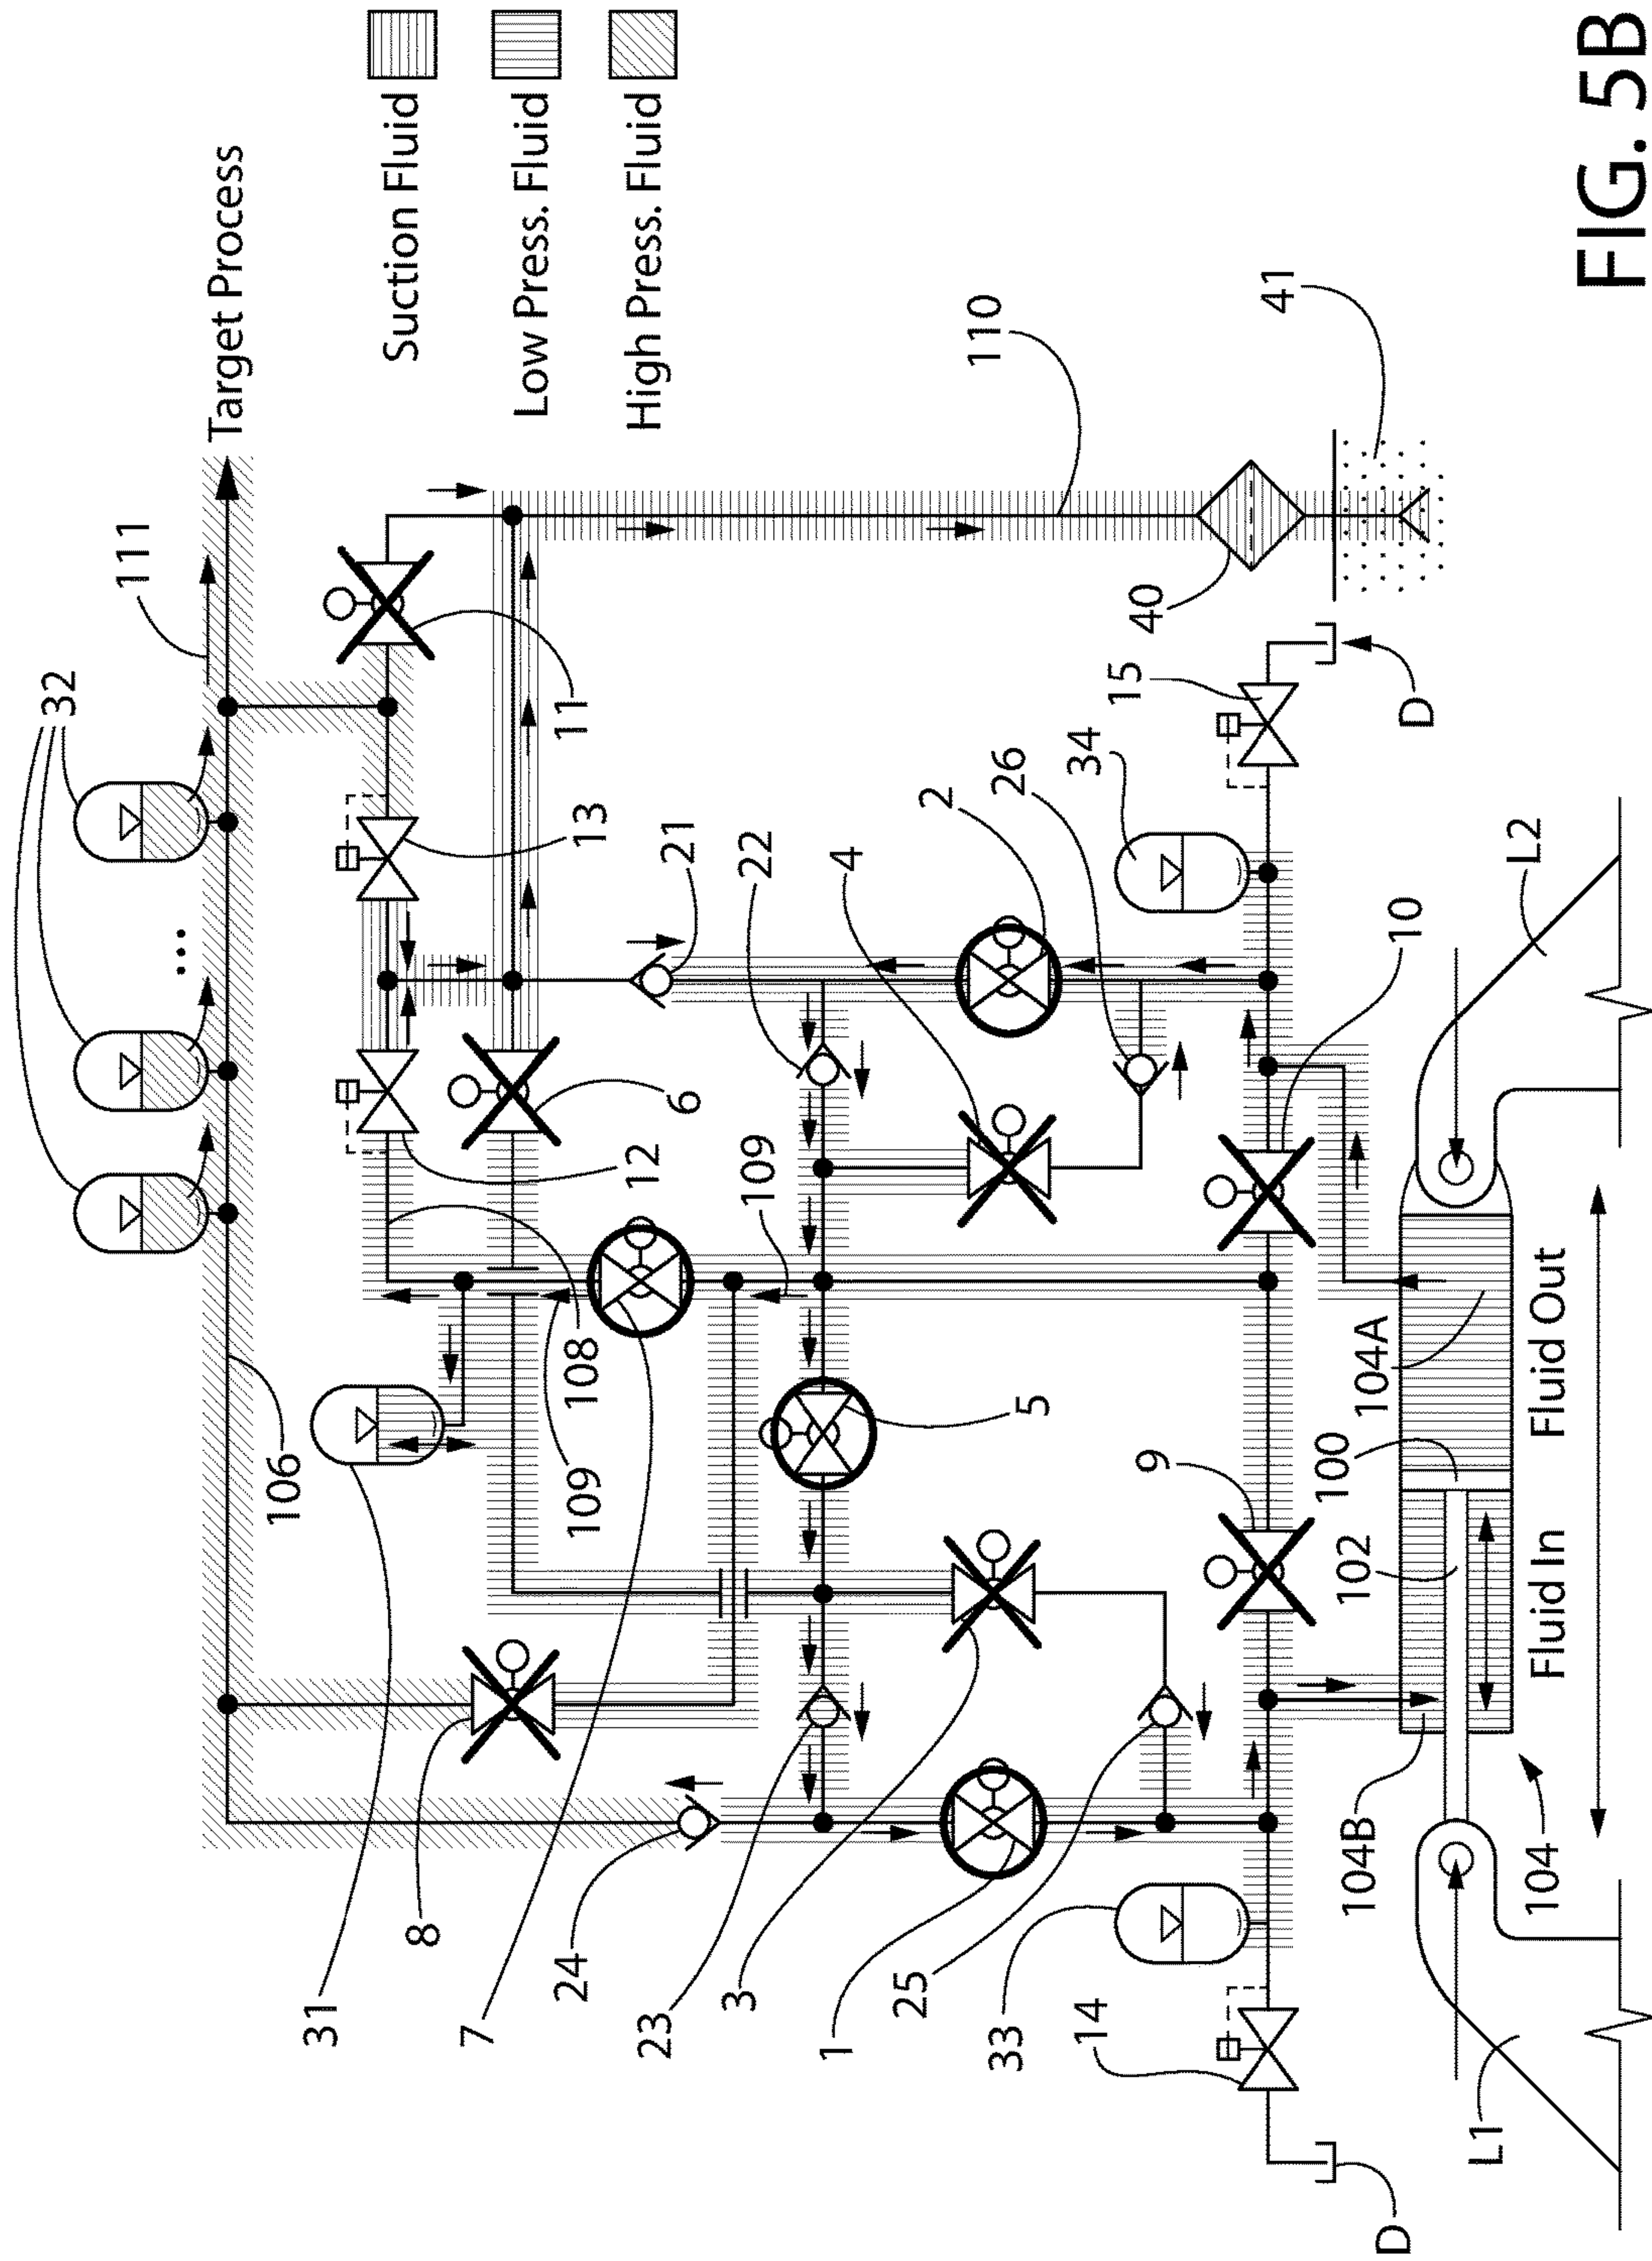 Target Process
Suction Fluid
Low Press. Fluid
High Press. Fluid
111
32
...
106
11
13
12
6
108
109
109
31
8
7
24
23
3
1
25
33
14
5
9
21
22
4
26
2
34
15
10
110
40
41
D
D
L2
L1
104A
100
102
104B
104
Fluid In
Fluid Out
FIG. 5B